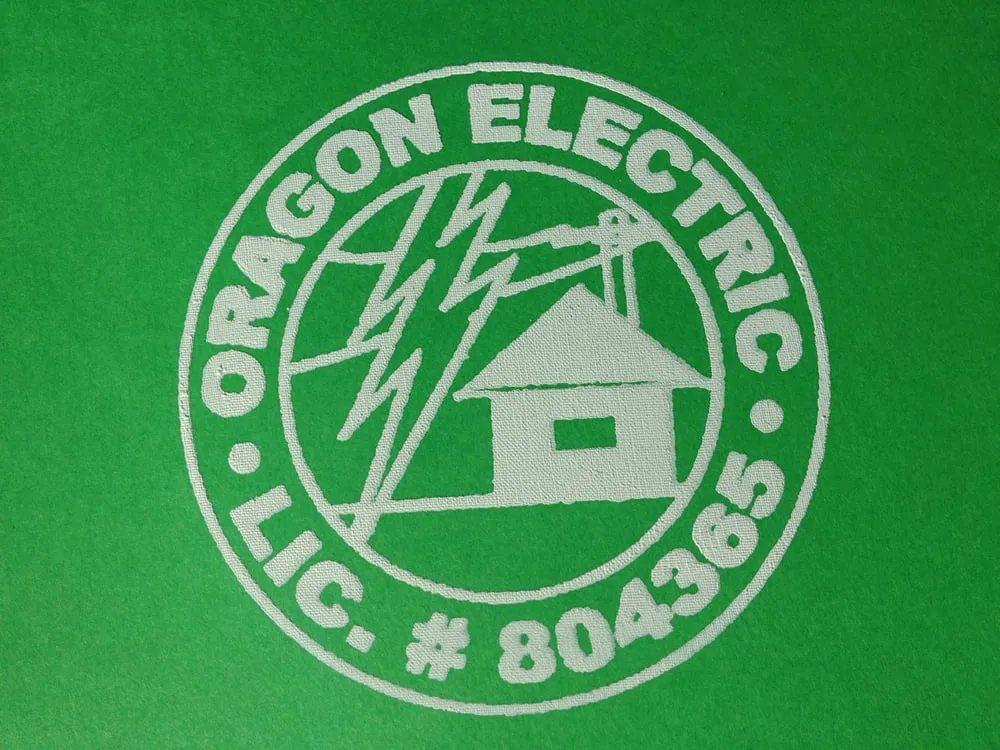 ORAGON ELECTRIC
LIC. # 804365